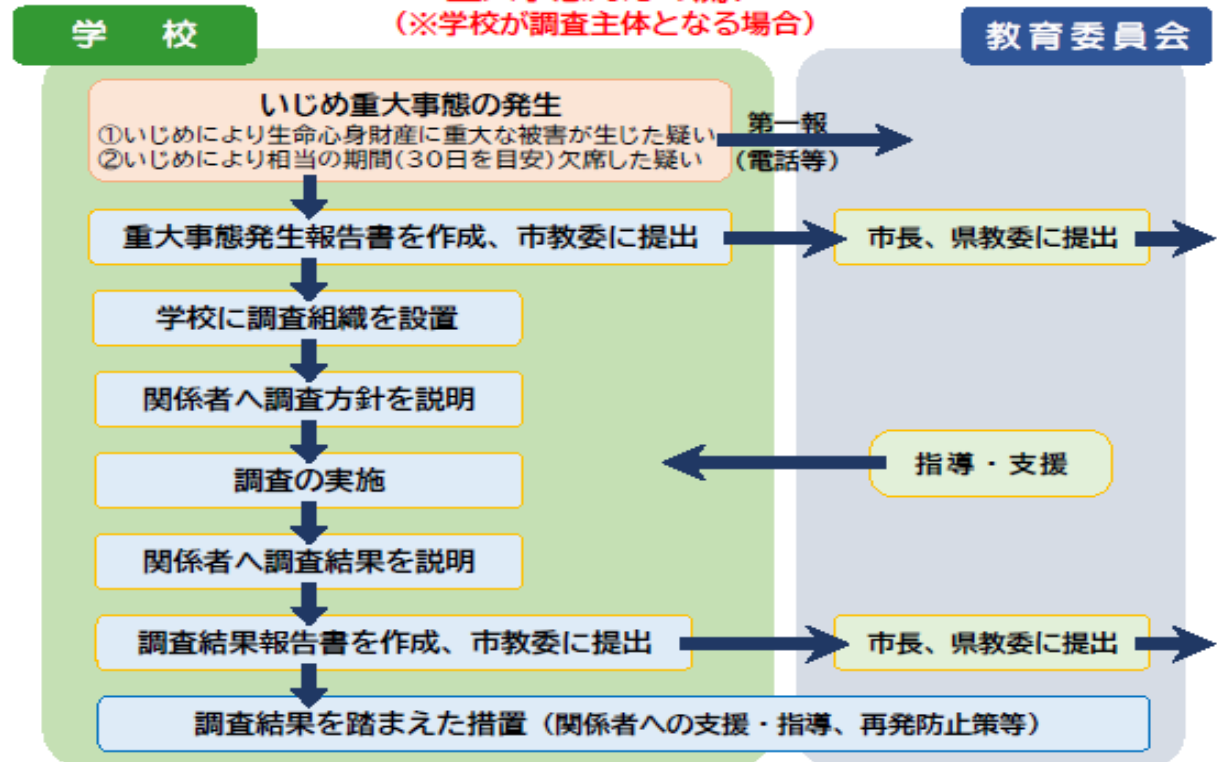 (※学校が調査主体となる場合)
学 校
教育委員会
いじめ重大事態の発生
①いじめにより生命心身財産に重大な被害が生じた疑い
②いじめにより相当の期間(30日を目安)欠席した疑い
第一報
(電話等)
重大事態発生報告書を作成、市教委に提出
市長、県教委に提出
学校に調査組織を設置
関係者へ調査方針を説明
調査の実施
指導・支援
関係者へ調査結果を説明
調査結果報告書を作成、市教委に提出
市長、県教委に提出
調査結果を踏まえた措置(関係者への支援・指導、再発防止策等)